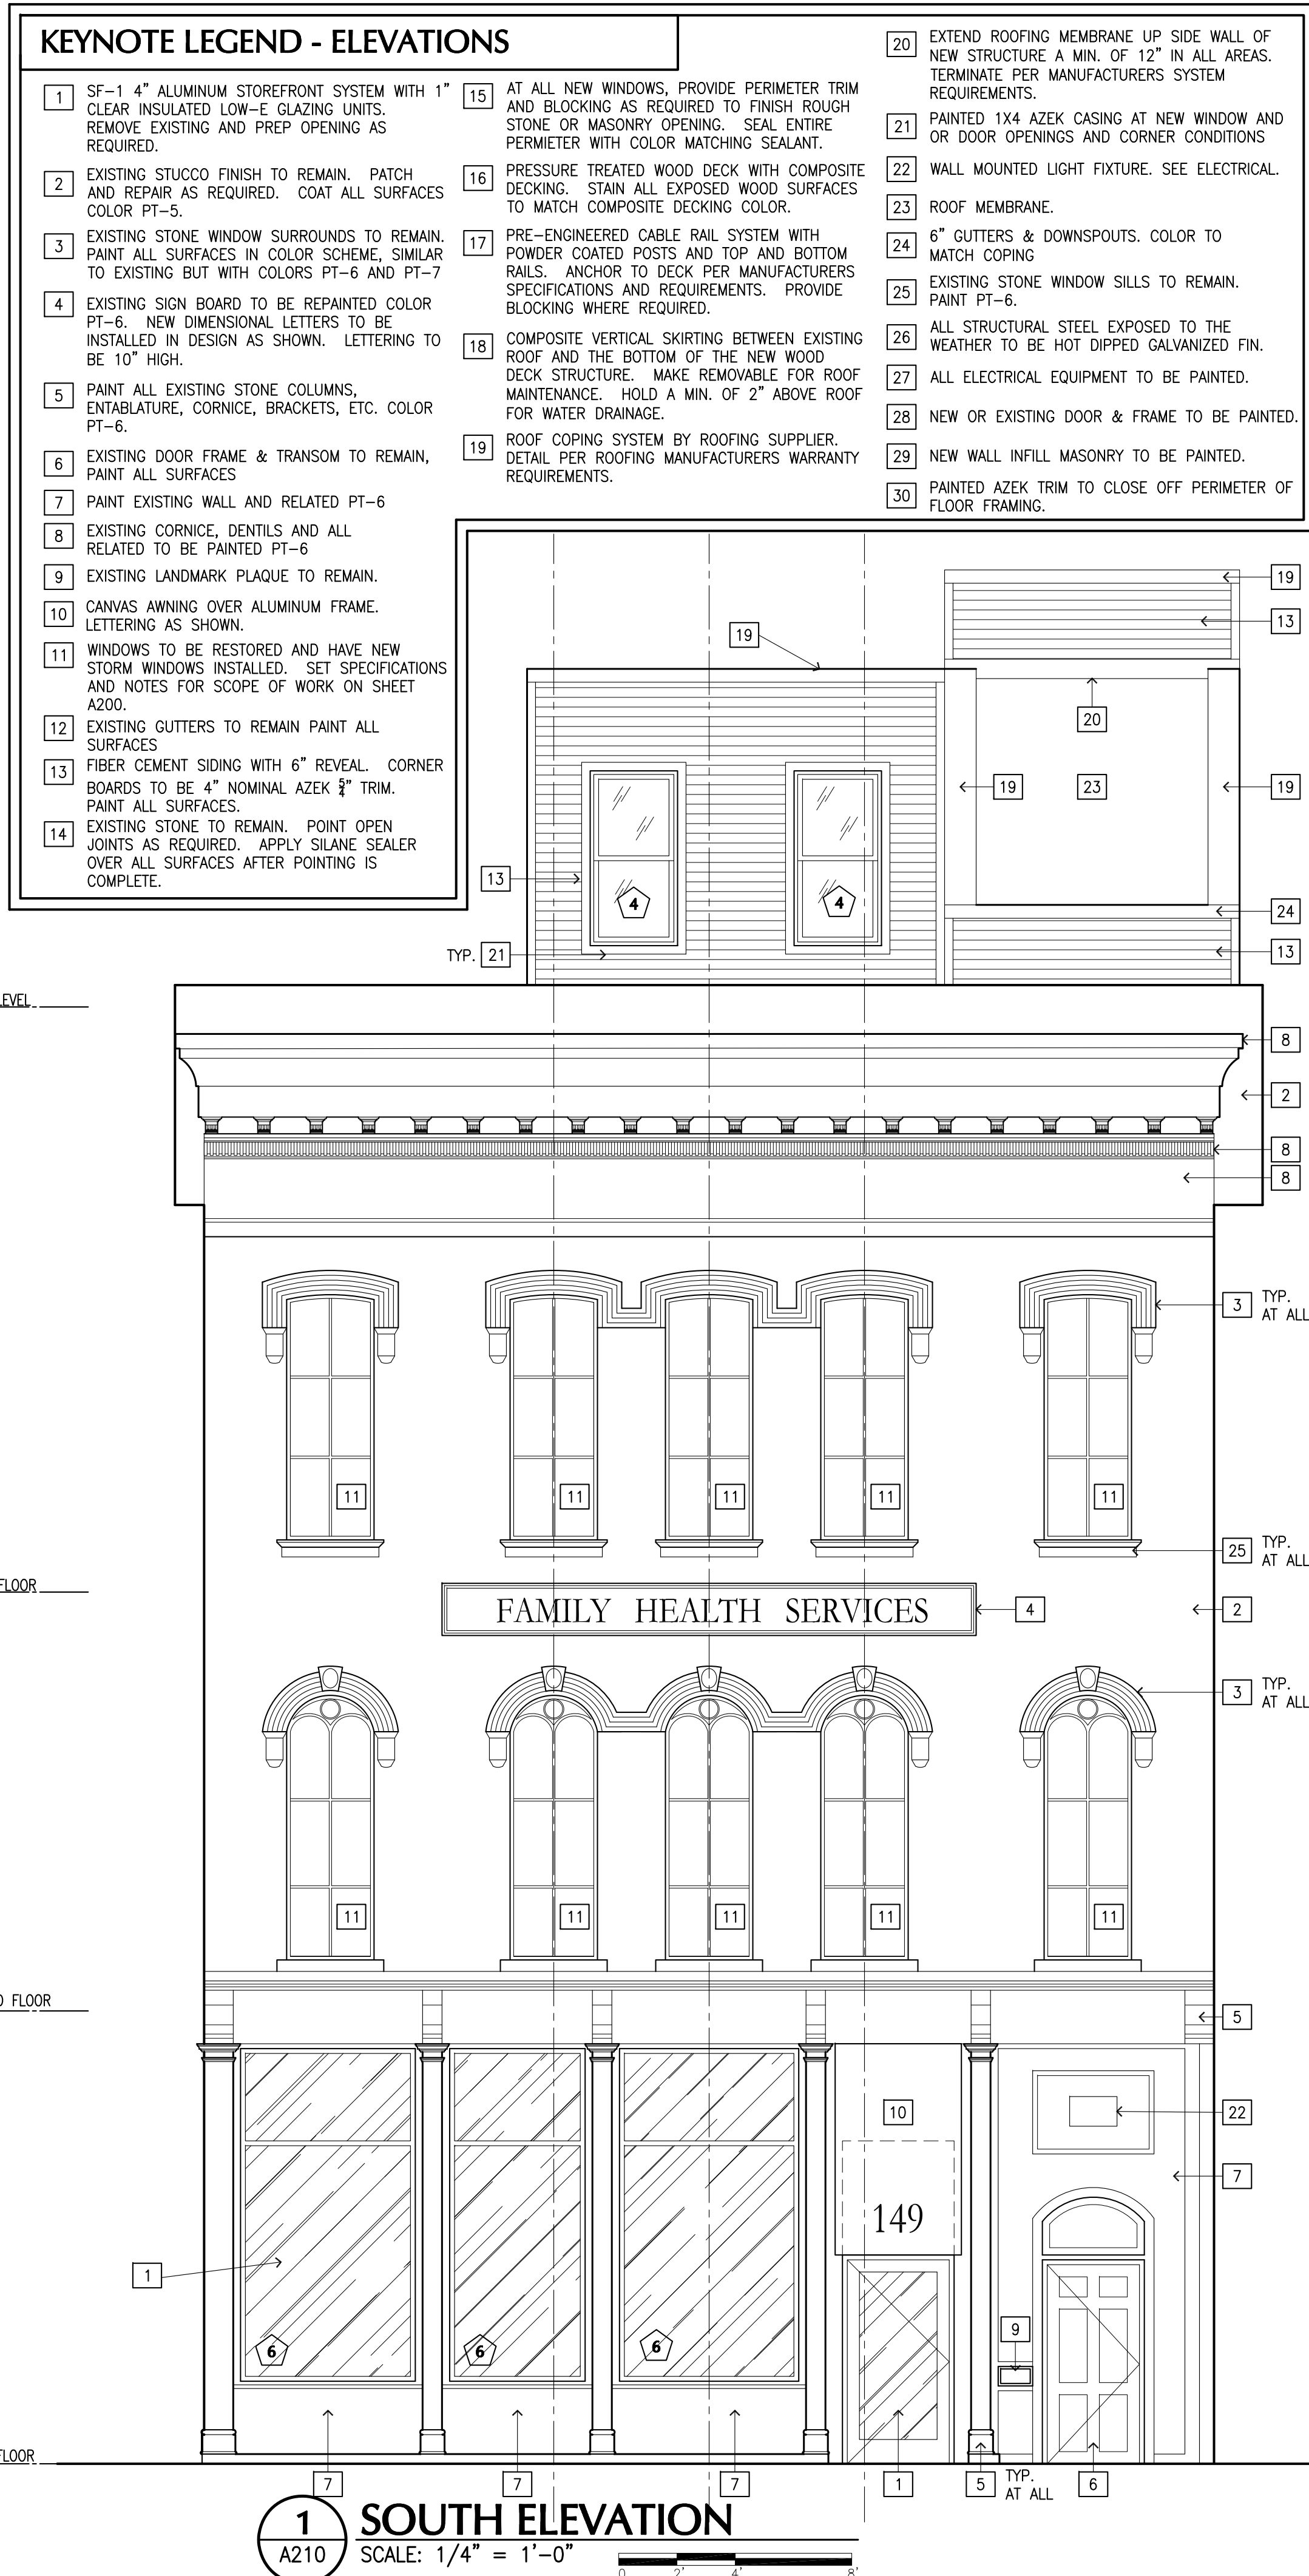 KEYNOTE LEGEND - ELEVATIONS
1 SF-1 4" ALUMINUM STOREFRONT SYSTEM WITH 1"
CLEAR INSULATED LOW-E GLAZING UNITS.
REMOVE EXISTING AND PREP OPENING AS
REQUIRED.
2 EXISTING STUCCO FINISH TO REMAIN. PATCH
AND REPAIR AS REQUIRED. COAT ALL SURFACES
COLOR PT-5.
3 EXISTING STONE WINDOW SURROUNDS TO REMAIN.
PAINT ALL SURFACES IN COLOR SCHEME, SIMILAR
TO EXISTING BUT WITH COLORS PT-6 AND PT-7
4 EXISTING SIGN BOARD TO BE REPAINTED COLOR
PT-6. NEW DIMENSIONAL LETTERS TO BE
INSTALLED IN DESIGN AS SHOWN. LETTERING TO
BE 10" HIGH.
5 PAINT ALL EXISTING STONE COLUMNS,
ENTABLATURE, CORNICE, BRACKETS, ETC. COLOR
PT-6.
6 EXISTING DOOR FRAME & TRANSOM TO REMAIN,
PAINT ALL SURFACES
7 PAINT EXISTING WALL AND RELATED PT-6
8 EXISTING CORNICE, DENTILS AND ALL
RELATED TO BE PAINTED PT-6
9 EXISTING LANDMARK PLAQUE TO REMAIN.
10 CANVAS AWNING OVER ALUMINUM FRAME.
LETTERING AS SHOWN.
11 WINDOWS TO BE RESTORED AND HAVE NEW
STORM WINDOWS INSTALLED. SET SPECIFICATIONS
AND NOTES FOR SCOPE OF WORK ON SHEET
A200.
12 EXISTING GUTTERS TO REMAIN PAINT ALL
SURFACES
13 FIBER CEMENT SIDING WITH 6" REVEAL. CORNER
BOARDS TO BE 4" NOMINAL AZEK 5/4" TRIM.
PAINT ALL SURFACES.
14 EXISTING STONE TO REMAIN. POINT OPEN
JOINTS AS REQUIRED. APPLY SILANE SEALER
OVER ALL SURFACES AFTER POINTING IS
COMPLETE.
15 AT ALL NEW WINDOWS, PROVIDE PERIMETER TRIM
AND BLOCKING AS REQUIRED TO FINISH ROUGH
STONE OR MASONRY OPENING. SEAL ENTIRE
PERMIETER WITH COLOR MATCHING SEALANT.
16 PRESSURE TREATED WOOD DECK WITH COMPOSITE
DECKING. STAIN ALL EXPOSED WOOD SURFACES
TO MATCH COMPOSITE DECKING COLOR.
17 PRE-ENGINEERED CABLE RAIL SYSTEM WITH
POWDER COATED POSTS AND TOP AND BOTTOM
RAILS. ANCHOR TO DECK PER MANUFACTURERS
SPECIFICATIONS AND REQUIREMENTS. PROVIDE
BLOCKING WHERE REQUIRED.
18 COMPOSITE VERTICAL SKIRTING BETWEEN EXISTING
ROOF AND THE BOTTOM OF THE NEW WOOD
DECK STRUCTURE. MAKE REMOVABLE FOR ROOF
MAINTENANCE. HOLD A MIN. OF 2" ABOVE ROOF
FOR WATER DRAINAGE.
19 ROOF COPING SYSTEM BY ROOFING SUPPLIER.
DETAIL PER ROOFING MANUFACTURERS WARRANTY
REQUIREMENTS.
20 EXTEND ROOFING MEMBRANE UP SIDE WALL OF
NEW STRUCTURE A MIN. OF 12" IN ALL AREAS.
TERMINATE PER MANUFACTURERS SYSTEM
REQUIREMENTS.
21 PAINTED 1X4 AZEK CASING AT NEW WINDOW AND
OR DOOR OPENINGS AND CORNER CONDITIONS
22 WALL MOUNTED LIGHT FIXTURE. SEE ELECTRICAL.
23 ROOF MEMBRANE.
24 6" GUTTERS & DOWNSPOUTS. COLOR TO
MATCH COPING
25 EXISTING STONE WINDOW SILLS TO REMAIN.
PAINT PT-6.
26 ALL STRUCTURAL STEEL EXPOSED TO THE
WEATHER TO BE HOT DIPPED GALVANIZED FIN.
27 ALL ELECTRICAL EQUIPMENT TO BE PAINTED.
28 NEW OR EXISTING DOOR & FRAME TO BE PAINTED.
29 NEW WALL INFILL MASONRY TO BE PAINTED.
30 PAINTED AZEK TRIM TO CLOSE OFF PERIMETER OF
FLOOR FRAMING.
19
13
19
20
19 23 19
13
4 4
24
TYP. 21
13
LEVEL
8
2
8
8
3 TYP.
AT ALL
11 11 11 11 11
25 TYP.
AT ALL
FLOOR
FAMILY HEALTH SERVICES
4
2
3 TYP.
AT ALL
11 11 11 11 11
D FLOOR
5
10
22
7
149
1
9
6 6 6
FLOOR
7 7 7 1 5 TYP.
AT ALL
6
1
A210
SOUTH ELEVATION
SCALE: 1/4" = 1'-0"
0 2' 4' 8'